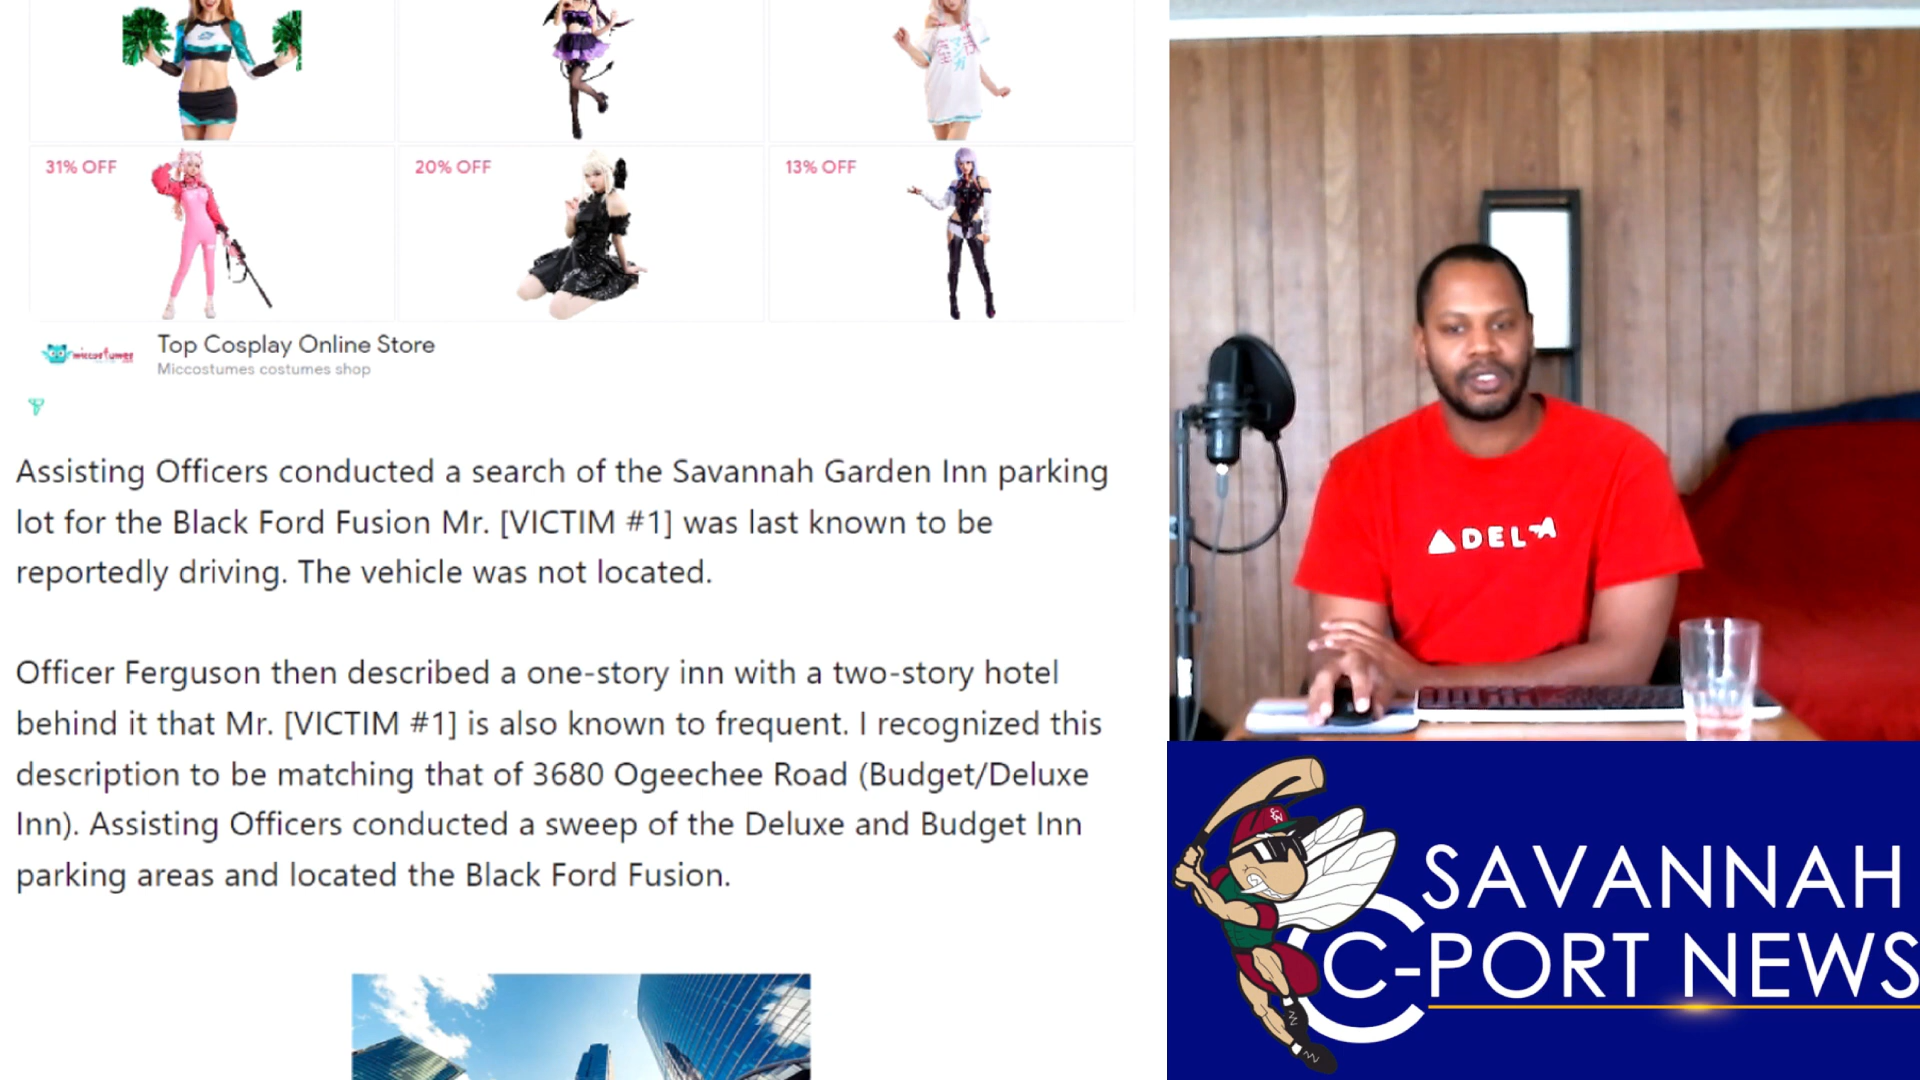 31% OFF
20% OFF
13% OFF
miccostumes
Top Cosplay Online Store
Miccostumes costumes shop
Assisting Officers conducted a search of the Savannah Garden Inn parking
lot for the Black Ford Fusion Mr. [VICTIM #1] was last known to be
reportedly driving. The vehicle was not located.
Officer Ferguson then described a one-story inn with a two-story hotel
behind it that Mr. [VICTIM #1] is also known to frequent. I recognized this
description to be matching that of 3680 Ogeechee Road (Budget/Deluxe
Inn). Assisting Officers conducted a sweep of the Deluxe and Budget Inn
parking areas and located the Black Ford Fusion.
DELTA
SAVANNAH
C-PORT NEWS